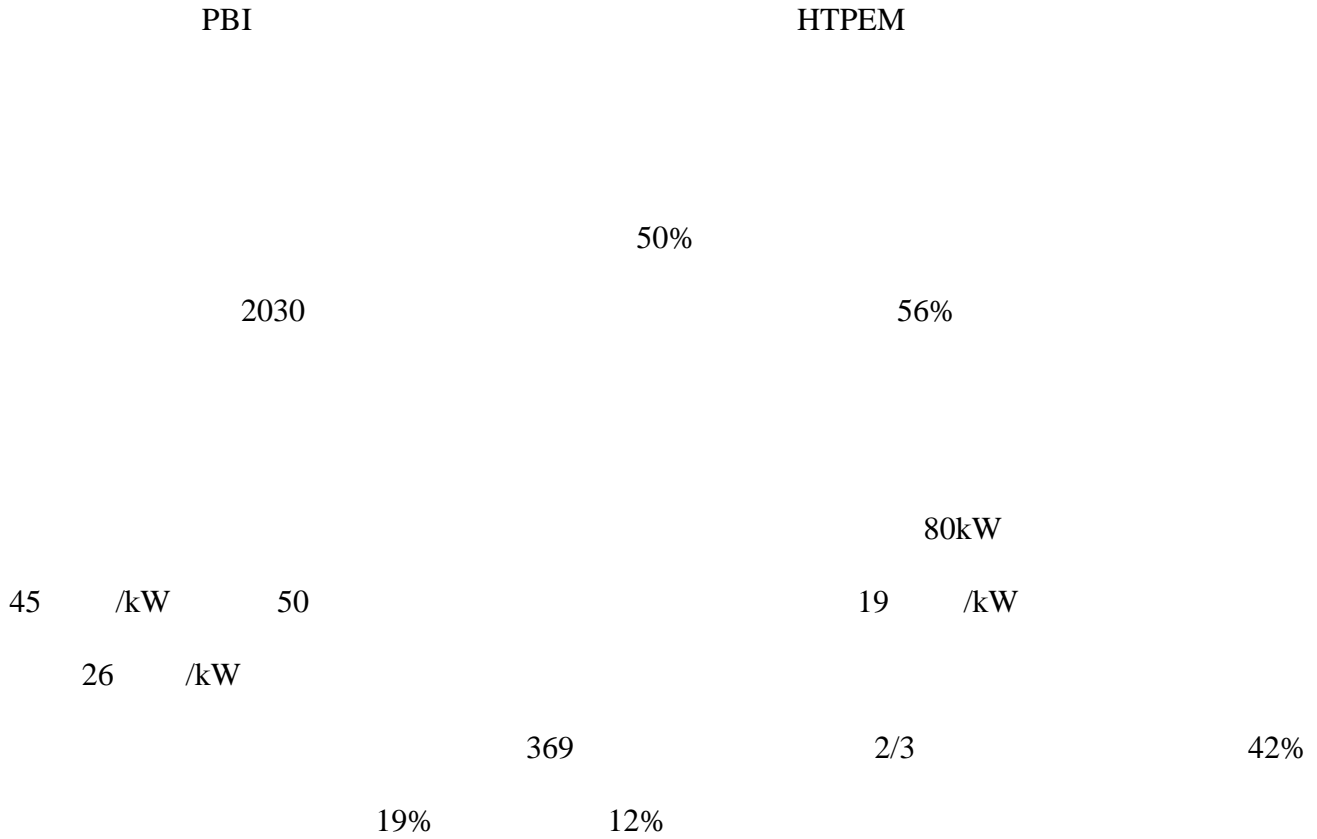 PBI HTPEM
50%
2030 56%
80kW
45 /kW 50 19 /kW
26 /kW
369 2/3 42%
19% 12%